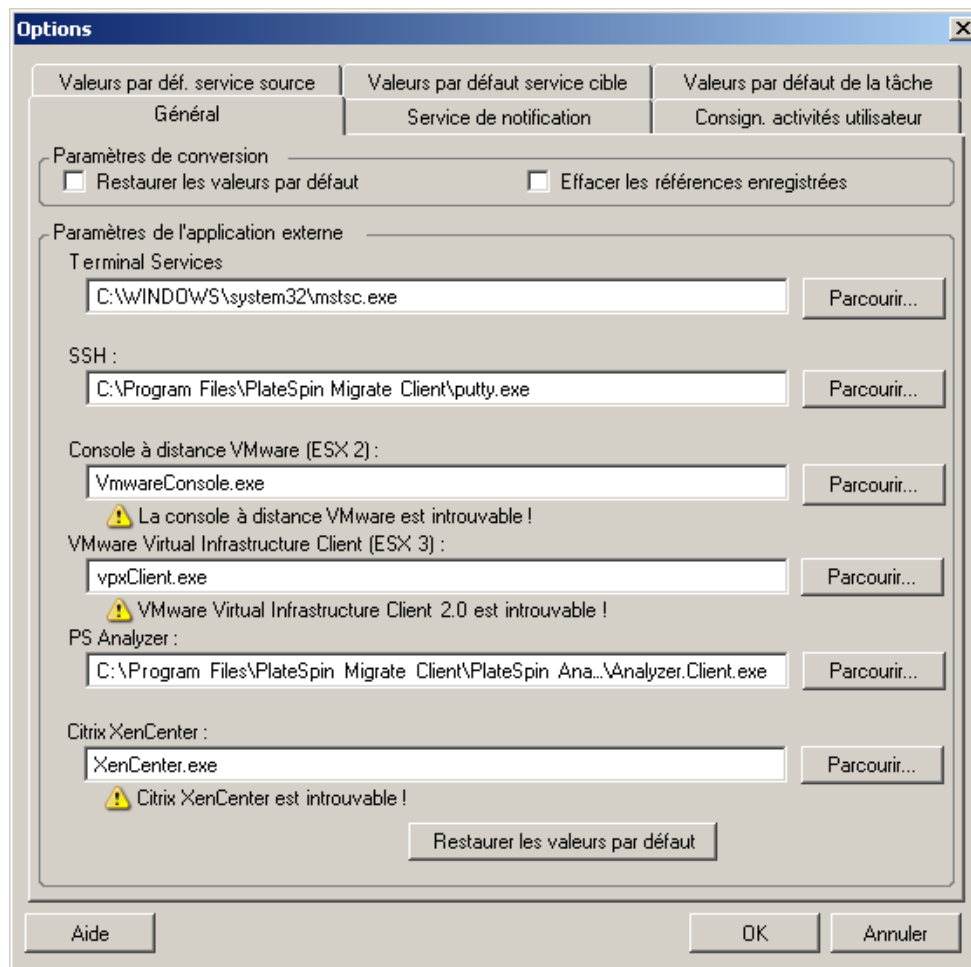 Options
Valeurs par déf. service source
Valeurs par défaut service cible
Valeurs par défaut de la tâche
Général
Service de notification
Consign. activités utilisateur
Paramètres de conversion
Restaurer les valeurs par défaut
Effacer les références enregistrées
Paramètres de l'application externe
Terminal Services
C:\WINDOWS\system32\mstsc.exe
Parcourir...
SSH :
C:\Program Files\PlateSpin Migrate Client\putty.exe
Parcourir...
Console à distance VMware (ESX 2) :
VmwareConsole.exe
Parcourir...
La console à distance VMware est introuvable !
VMware Virtual Infrastructure Client (ESX 3) :
vpxClient.exe
Parcourir...
VMware Virtual Infrastructure Client 2.0 est introuvable !
PS Analyzer :
C:\Program Files\PlateSpin Migrate Client\PlateSpin Ana...\Analyzer.Client.exe
Parcourir...
Citrix XenCenter :
XenCenter.exe
Parcourir...
Citrix XenCenter est introuvable !
Restaurer les valeurs par défaut
Aide
OK
Annuler